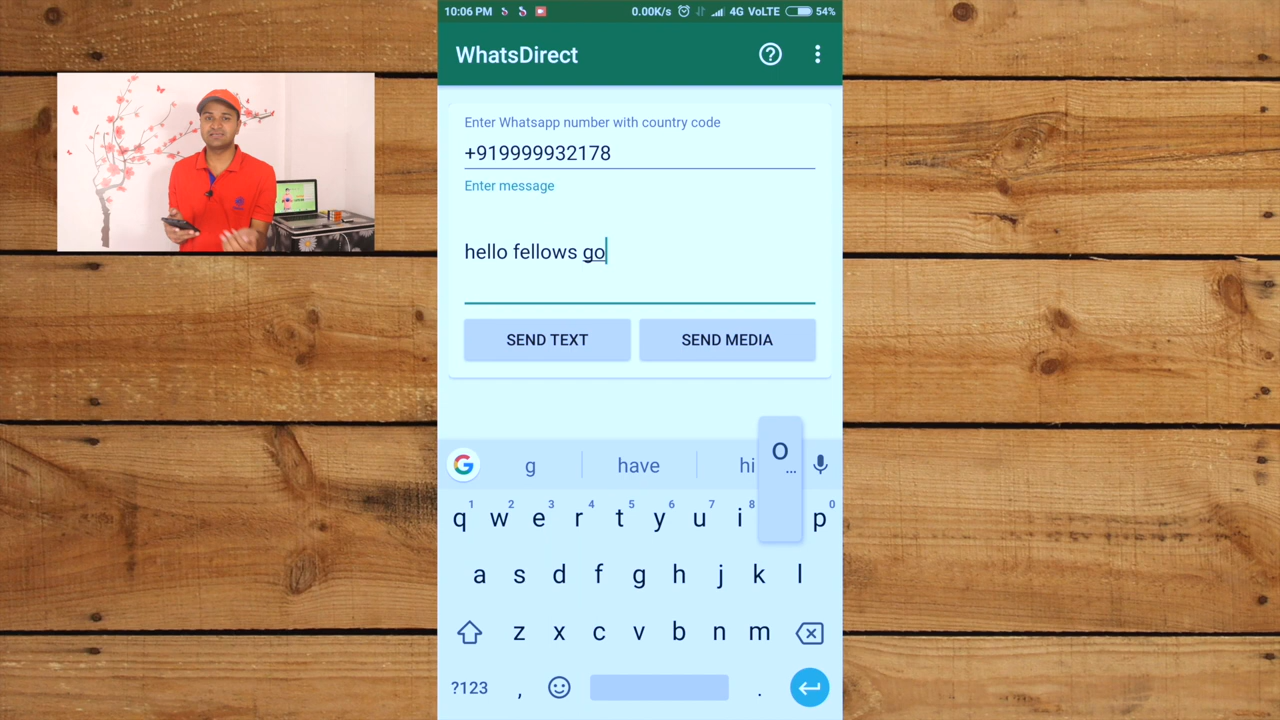 10:06 PM 0.00K/s 4G VoLTE 54%
WhatsDirect
Enter Whatsapp number with country code
+919999932178
Enter message
hello fellows go
SEND TEXT SEND MEDIA
g have hi
o
...
1 2 3 4 5 6 7 8 0
q w e r t y u i p
a s d f g h j k l
z x c v b n m
?123 , .